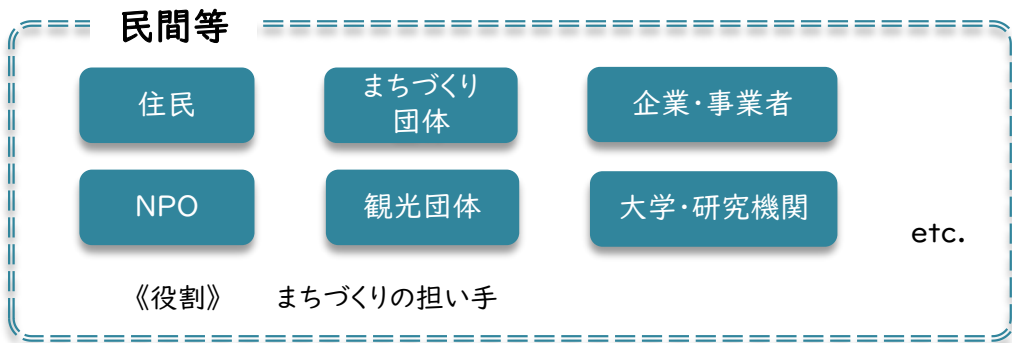 民間等
住民
まちづくり
団体
企業・事業者
NPO
観光団体
大学・研究機関
etc.
《役割》 まちづくりの担い手